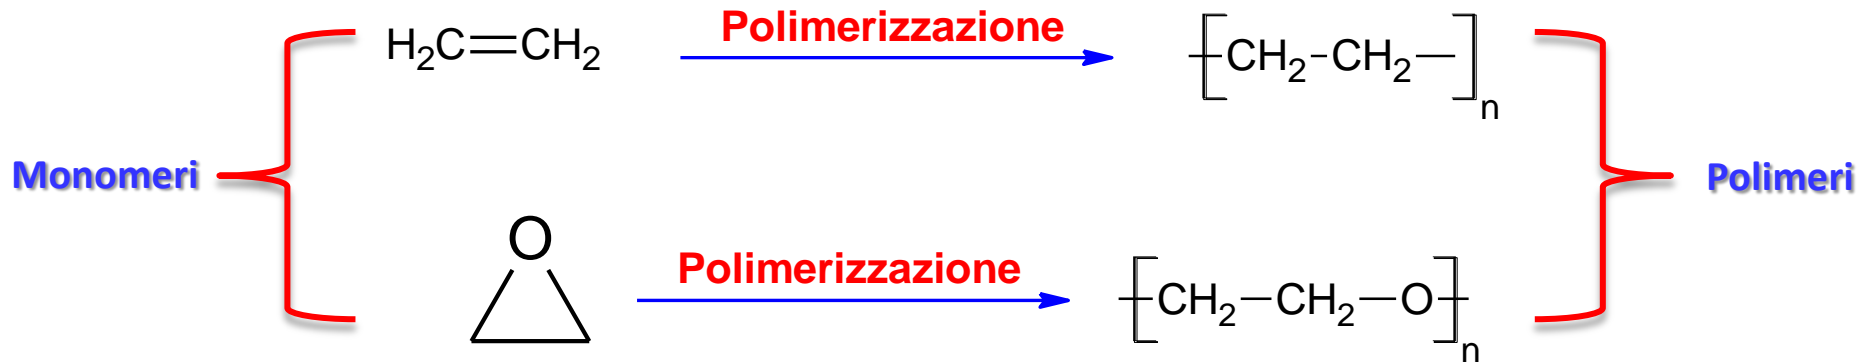 H₂C=CH₂
Polimerizzazione
[CH₂-CH₂-]n
Monomeri
Polimeri
O
Polimerizzazione
[CH₂-CH₂-O]n